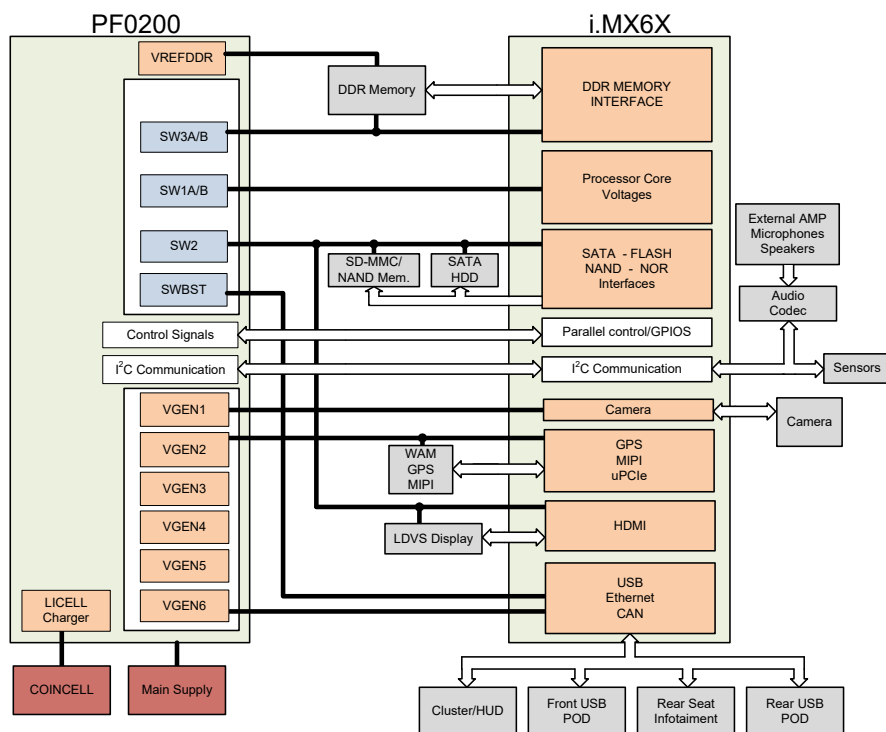 PF0200
i.MX6X
VREFDDR
DDR Memory
DDR MEMORY
INTERFACE
SW3A/B
SW1A/B
Processor Core
Voltages
SW2
SD-MMC/
NAND Mem.
SATA
HDD
SATA - FLASH
NAND - NOR
Interfaces
External AMP
Microphones
Speakers
SWBST
Audio
Codec
Control Signals
Parallel control/GPIOS
I²C Communication
I²C Communication
Sensors
VGEN1
Camera
Camera
VGEN2
WAM
GPS
MIPI
GPS
MIPI
uPCIe
VGEN3
VGEN4
LDVS Display
HDMI
VGEN5
VGEN6
USB
Ethernet
CAN
LICELL
Charger
COINCELL
Main Supply
Cluster/HUD
Front USB
POD
Rear Seat
Infotaiment
Rear USB
POD